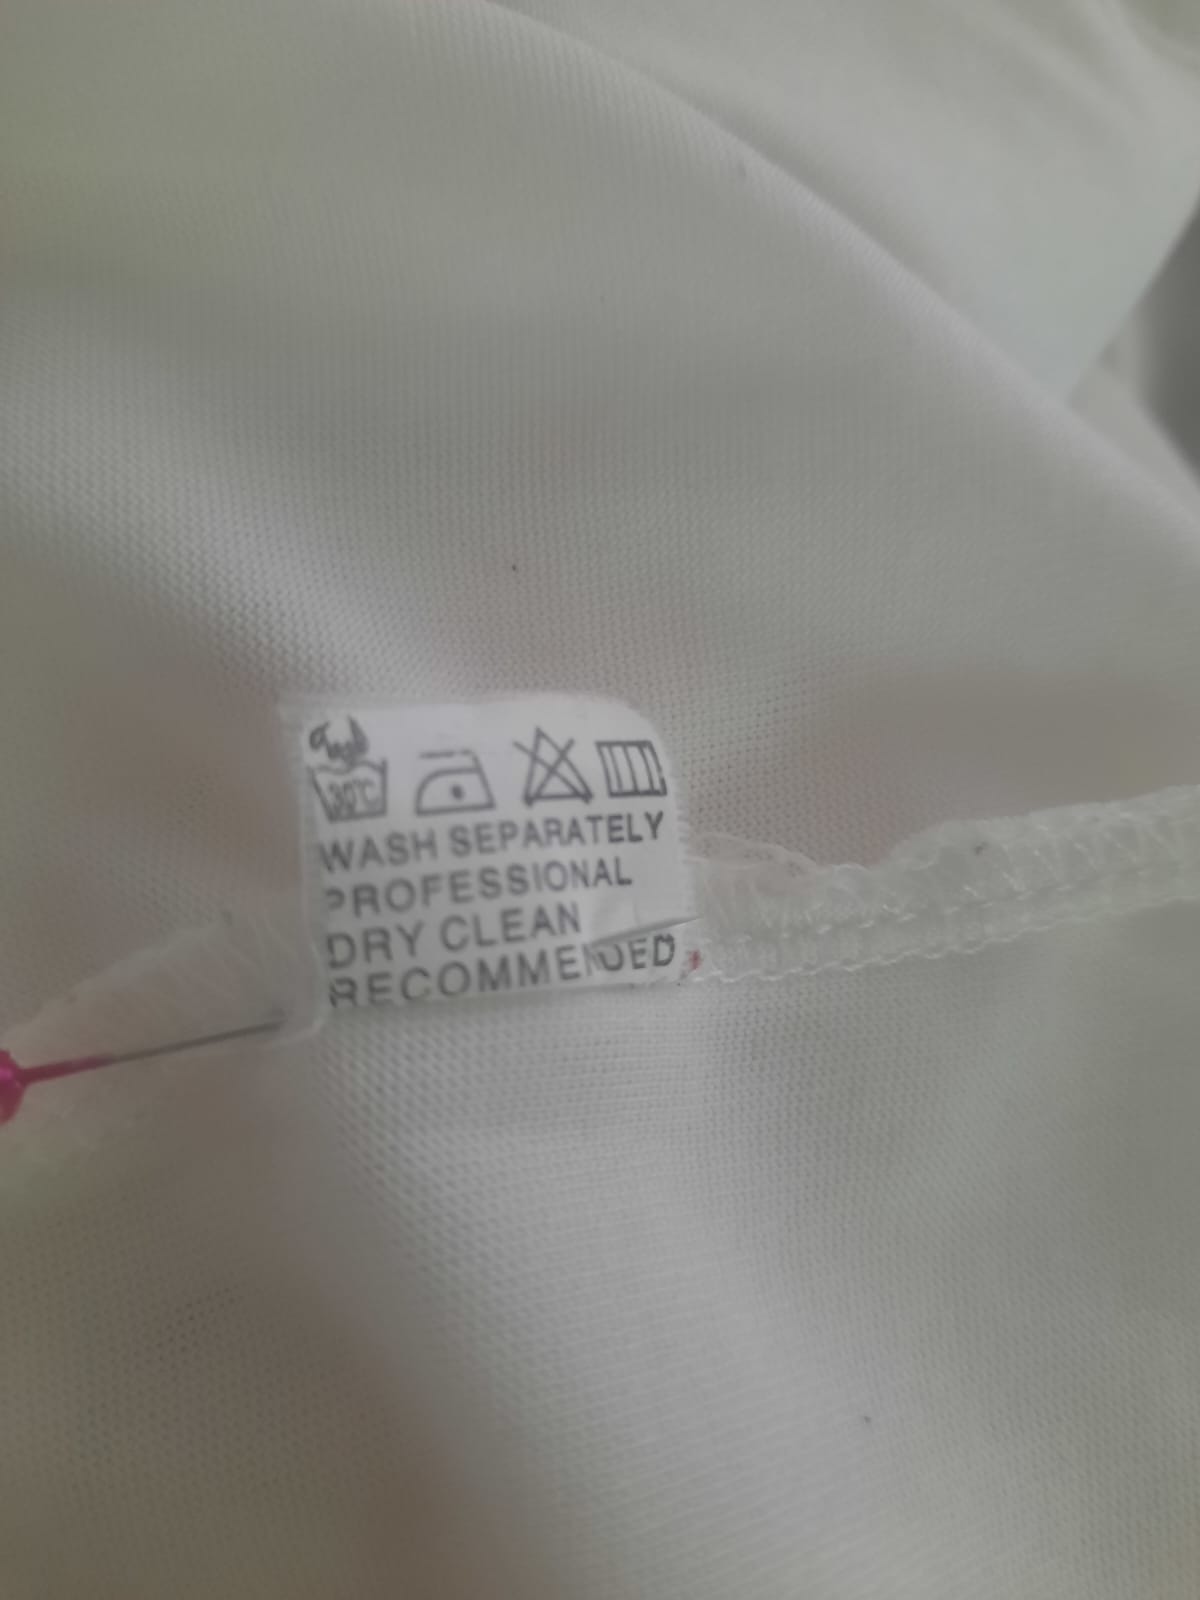 30°C
WASH SEPARATELY
PROFESSIONAL
DRY CLEAN
RECOMMENDED